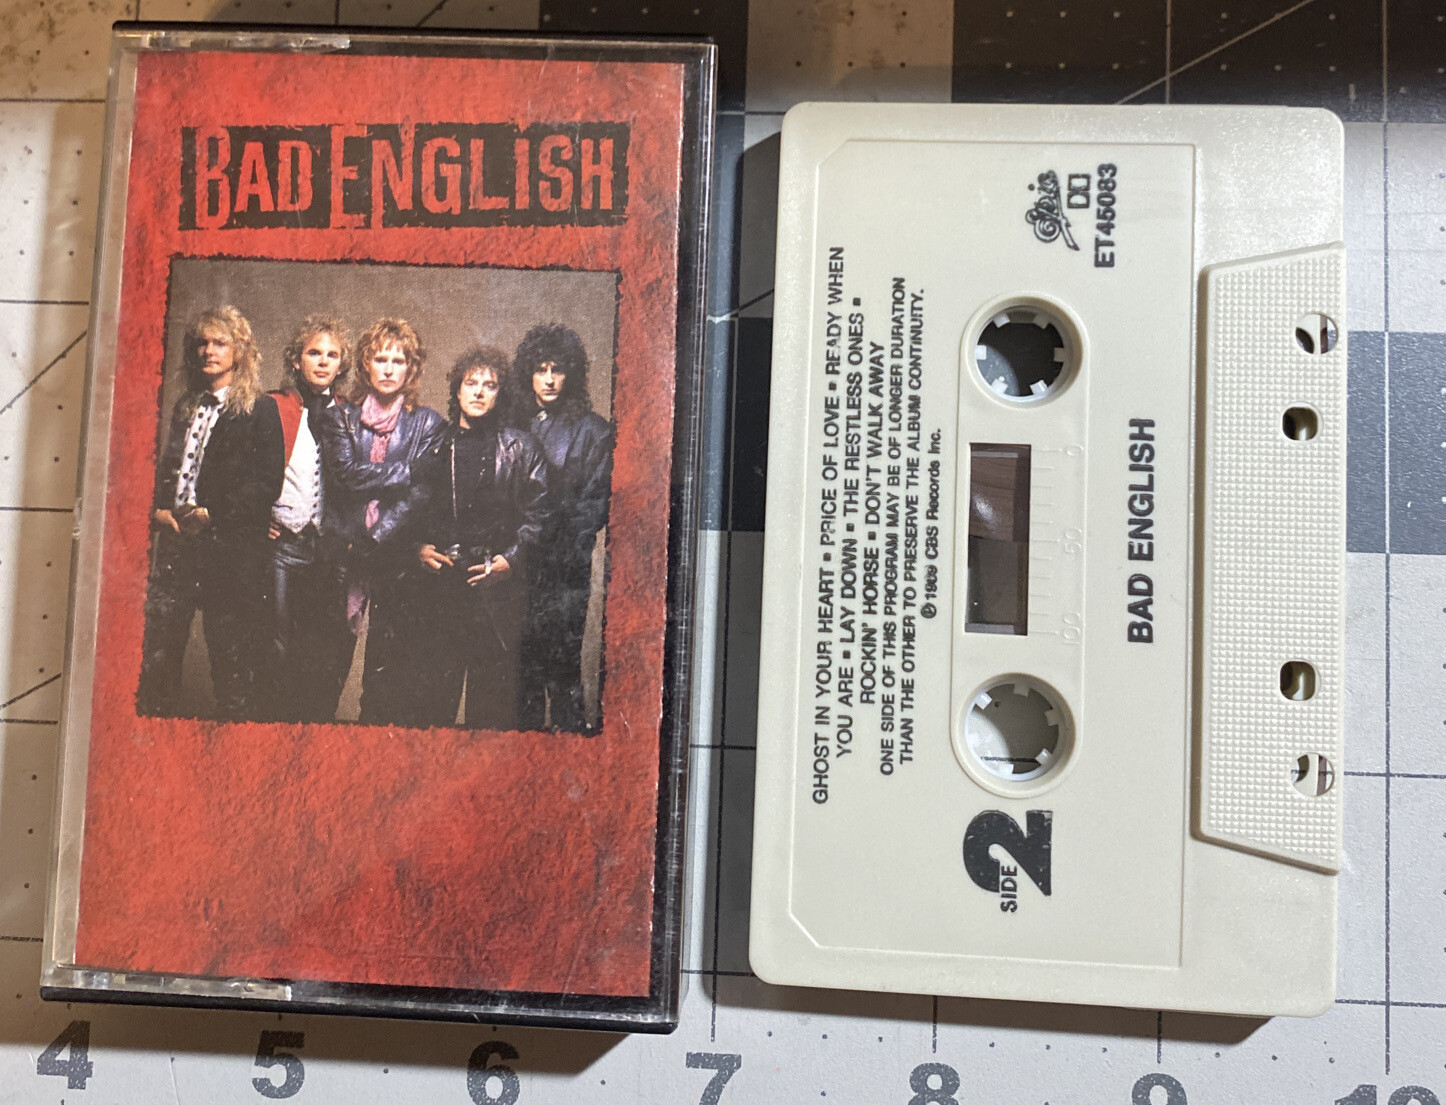 BAD ENGLISH
GHOST IN YOUR HEART ▪ PRICE OF LOVE ▪ READY WHEN
YOU ARE ▪ LAY DOWN ▪ THE RESTLESS ONES ▪
ROCKIN' HORSE ▪ DON'T WALK AWAY
ONE SIDE OF THIS PROGRAM MAY BE OF LONGER DURATION
THAN THE OTHER TO PRESERVE THE ALBUM CONTINUITY.
℗ 1989 CBS Records Inc.
Epic
ET45083
SIDE 2
0
50
100
BAD ENGLISH
4 5 6 7 8 9 10